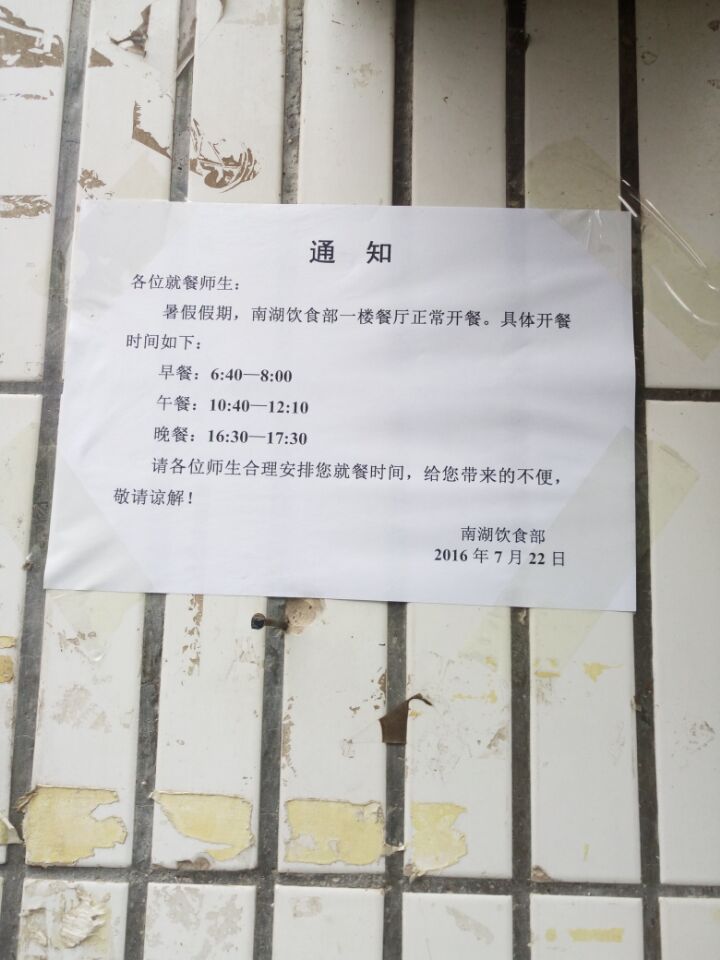 通 知
各位就餐师生:
暑假假期，南湖饮食部一楼餐厅正常开餐。具体开餐
时间如下:
早餐: 6:40—8:00
午餐: 10:40—12:10
晚餐: 16:30—17:30
请各位师生合理安排您就餐时间，给您带来的不便，
敬请谅解！
南湖饮食部
2016 年 7 月 22 日